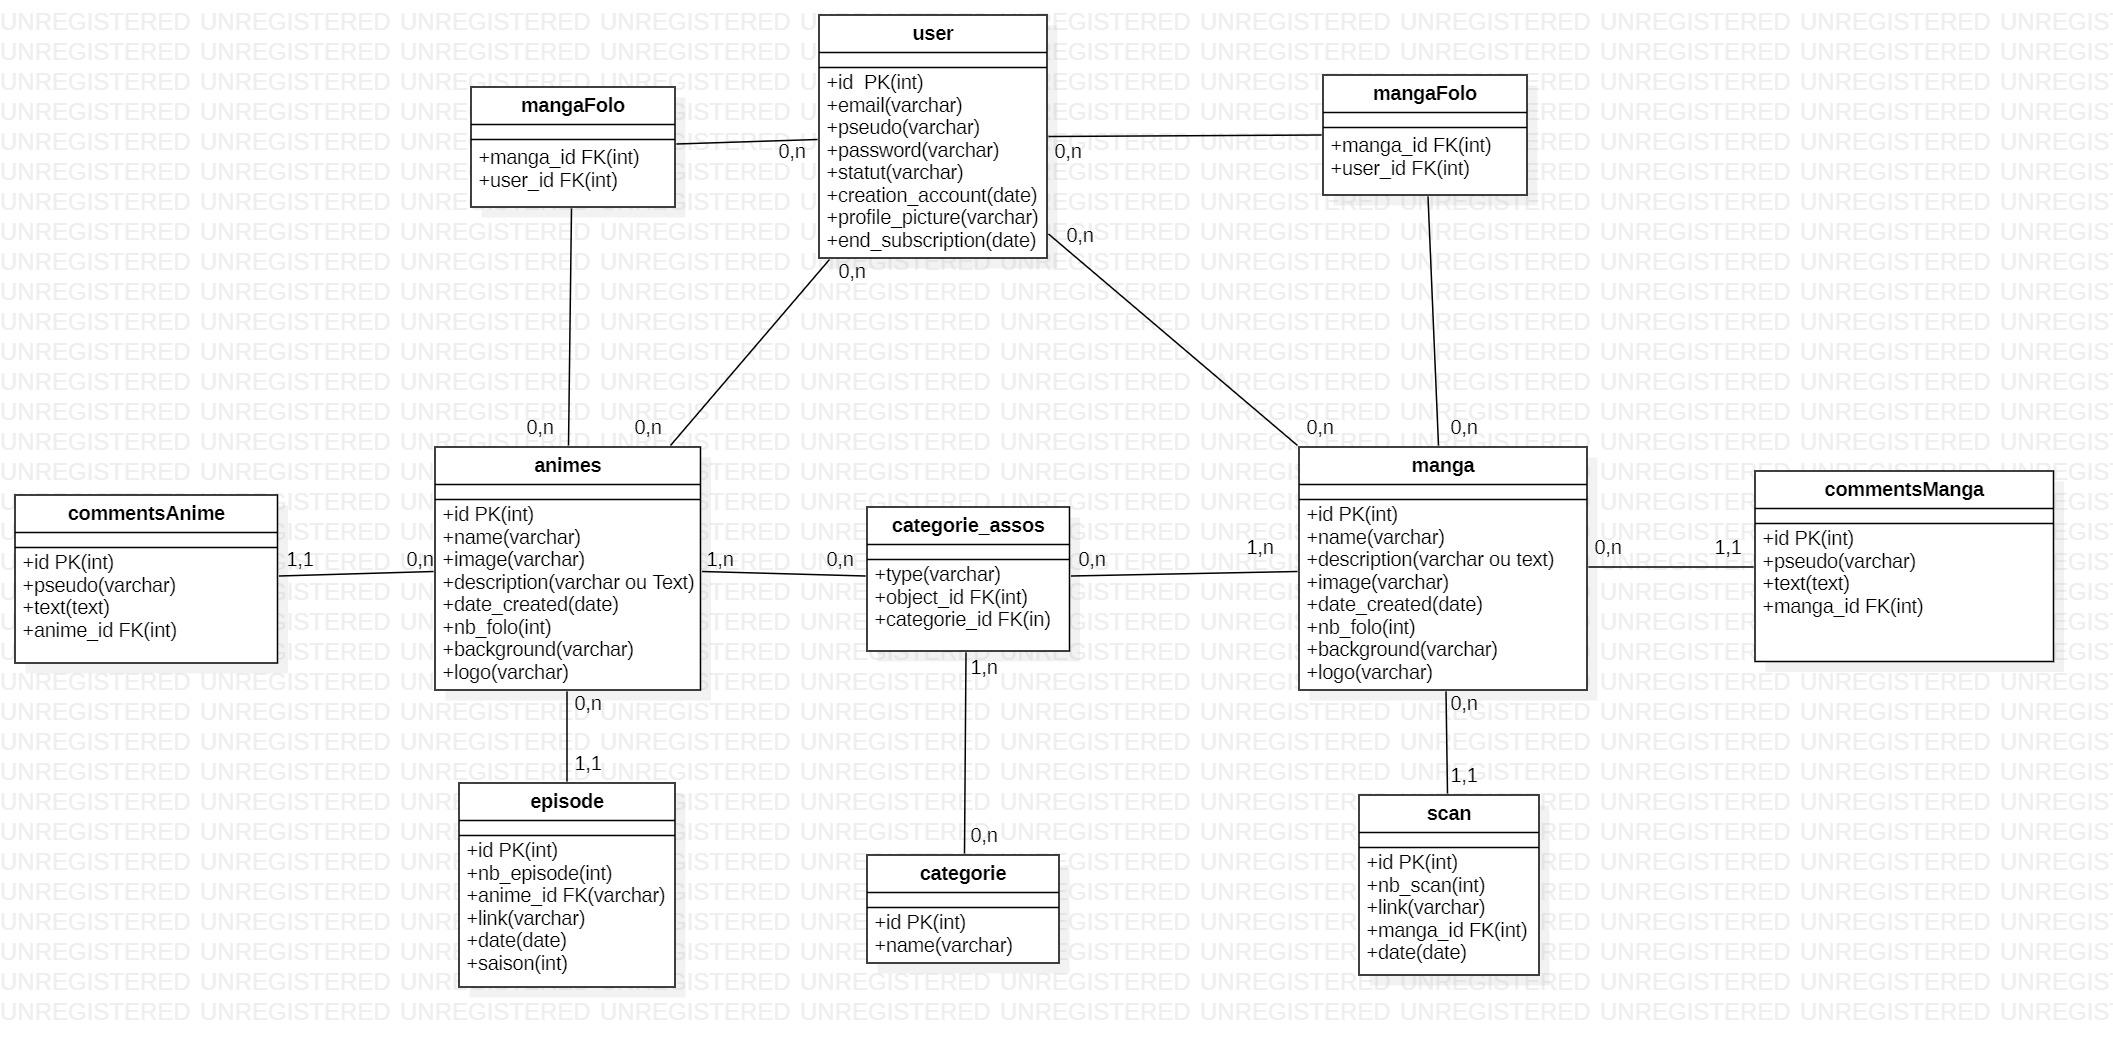 user
+id  PK(int)
+email(varchar)
+pseudo(varchar)
+password(varchar)
+statut(varchar)
+creation_account(date)
+profile_picture(varchar)
+end_subscription(date)
mangaFolo
+manga_id FK(int)
+user_id FK(int)
mangaFolo
+manga_id FK(int)
+user_id FK(int)
0,n
0,n
0,n
0,n
0,n
0,n
0,n
0,n
animes
+id PK(int)
+name(varchar)
+image(varchar)
+description(varchar ou Text)
+date_created(date)
+nb_folo(int)
+background(varchar)
+logo(varchar)
manga
+id PK(int)
+name(varchar)
+description(varchar ou text)
+image(varchar)
+date_created(date)
+nb_folo(int)
+background(varchar)
+logo(varchar)
commentsAnime
+id PK(int)
+pseudo(varchar)
+text(text)
+anime_id FK(int)
1,1
0,n
1,n
0,n
categorie_assos
+type(varchar)
+object_id FK(int)
+categorie_id FK(in)
0,n
1,n
0,n
1,1
commentsManga
+id PK(int)
+pseudo(varchar)
+text(text)
+manga_id FK(int)
0,n
1,1
1,n
0,n
0,n
1,1
episode
+id PK(int)
+nb_episode(int)
+anime_id FK(varchar)
+link(varchar)
+date(date)
+saison(int)
categorie
+id PK(int)
+name(varchar)
scan
+id PK(int)
+nb_scan(int)
+link(varchar)
+manga_id FK(int)
+date(date)
UNREGISTERED